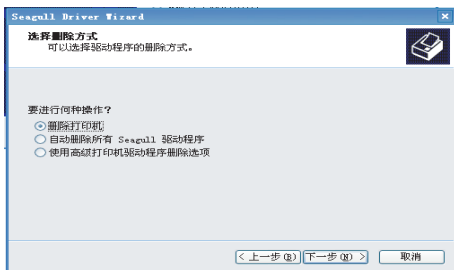 Seagull Driver Wizard
选择删除方式
可以选择驱动程序的删除方式。
要进行何种操作？
删除打印机
自动删除所有 Seagull 驱动程序
使用高级打印机驱动程序删除选项
< 上一步(B) 下一步(N) > 取消